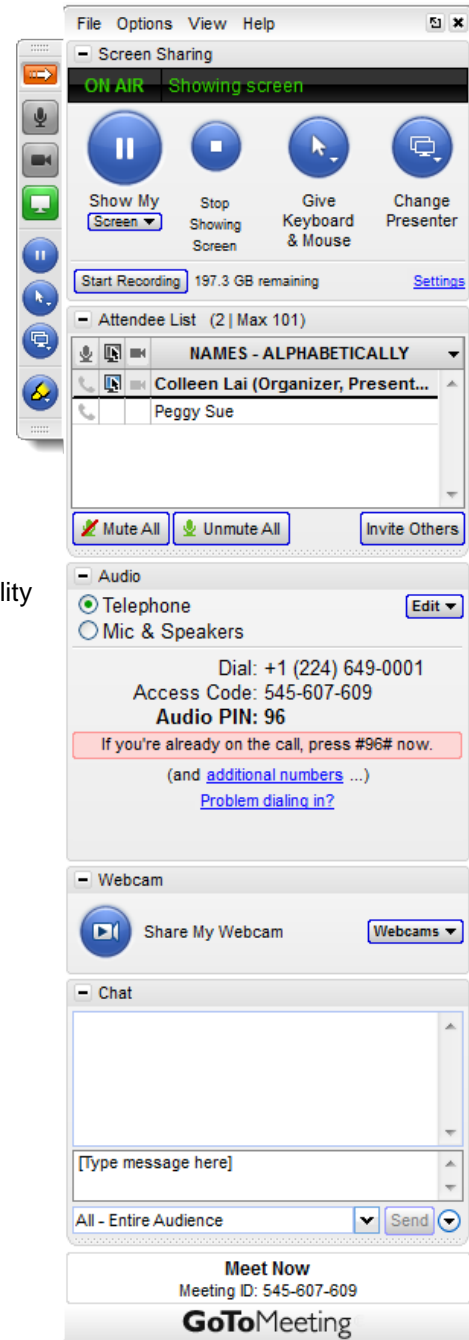 File Options View Help
Screen Sharing
ON AIR Showing screen
Show My
Screen
Stop
Showing
Screen
Give
Keyboard
& Mouse
Change
Presenter
Start Recording 197.3 GB remaining Settings
Attendee List (2 | Max 101)
NAMES - ALPHABETICALLY
Colleen Lai (Organizer, Present...
Peggy Sue
Mute All Unmute All Invite Others
lity
Audio
Telephone Edit
Mic & Speakers
Dial: +1 (224) 649-0001
Access Code: 545-607-609
Audio PIN: 96
If you're already on the call, press #96# now.
(and additional numbers ...)
Problem dialing in?
Webcam
Share My Webcam Webcams
Chat
[Type message here]
All - Entire Audience Send
Meet Now
Meeting ID: 545-607-609
GoToMeeting